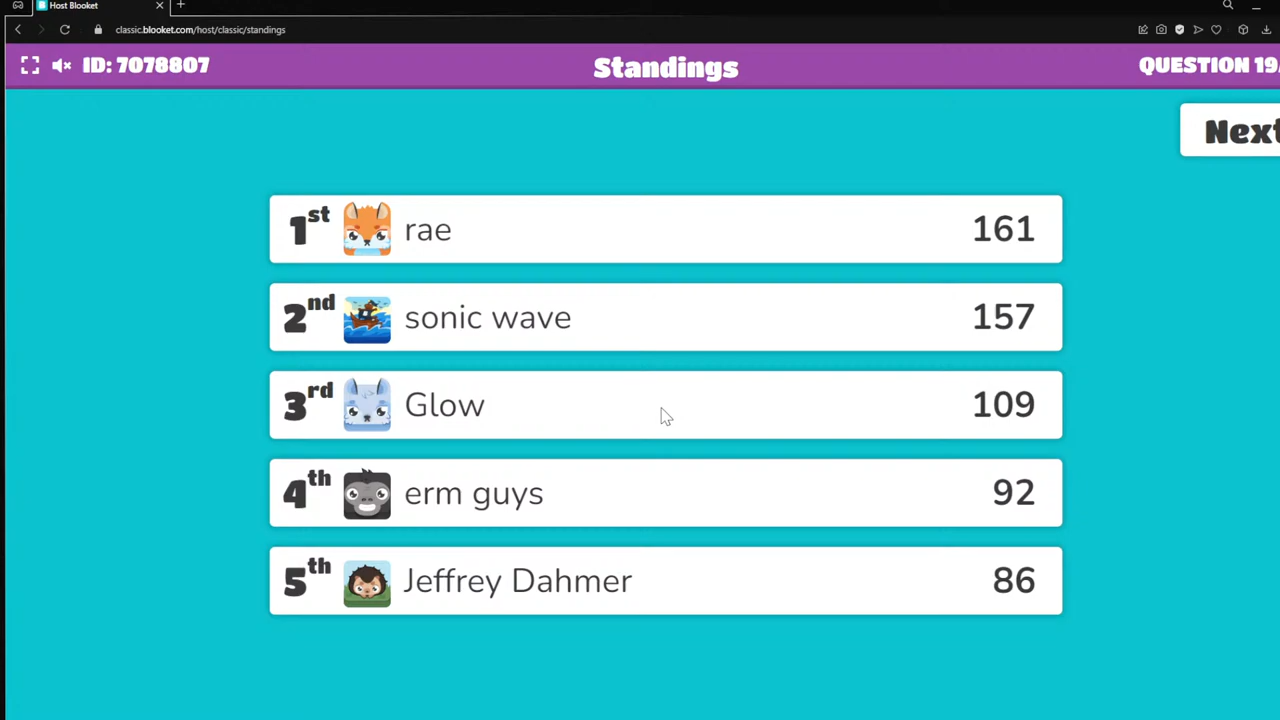 Host Blooket
classic.blooket.com/host/classic/standings
ID: 7078807
Standings
QUESTION 19
Next
1st rae 161
2nd sonic wave 157
3rd Glow 109
4th erm guys 92
5th Jeffrey Dahmer 86